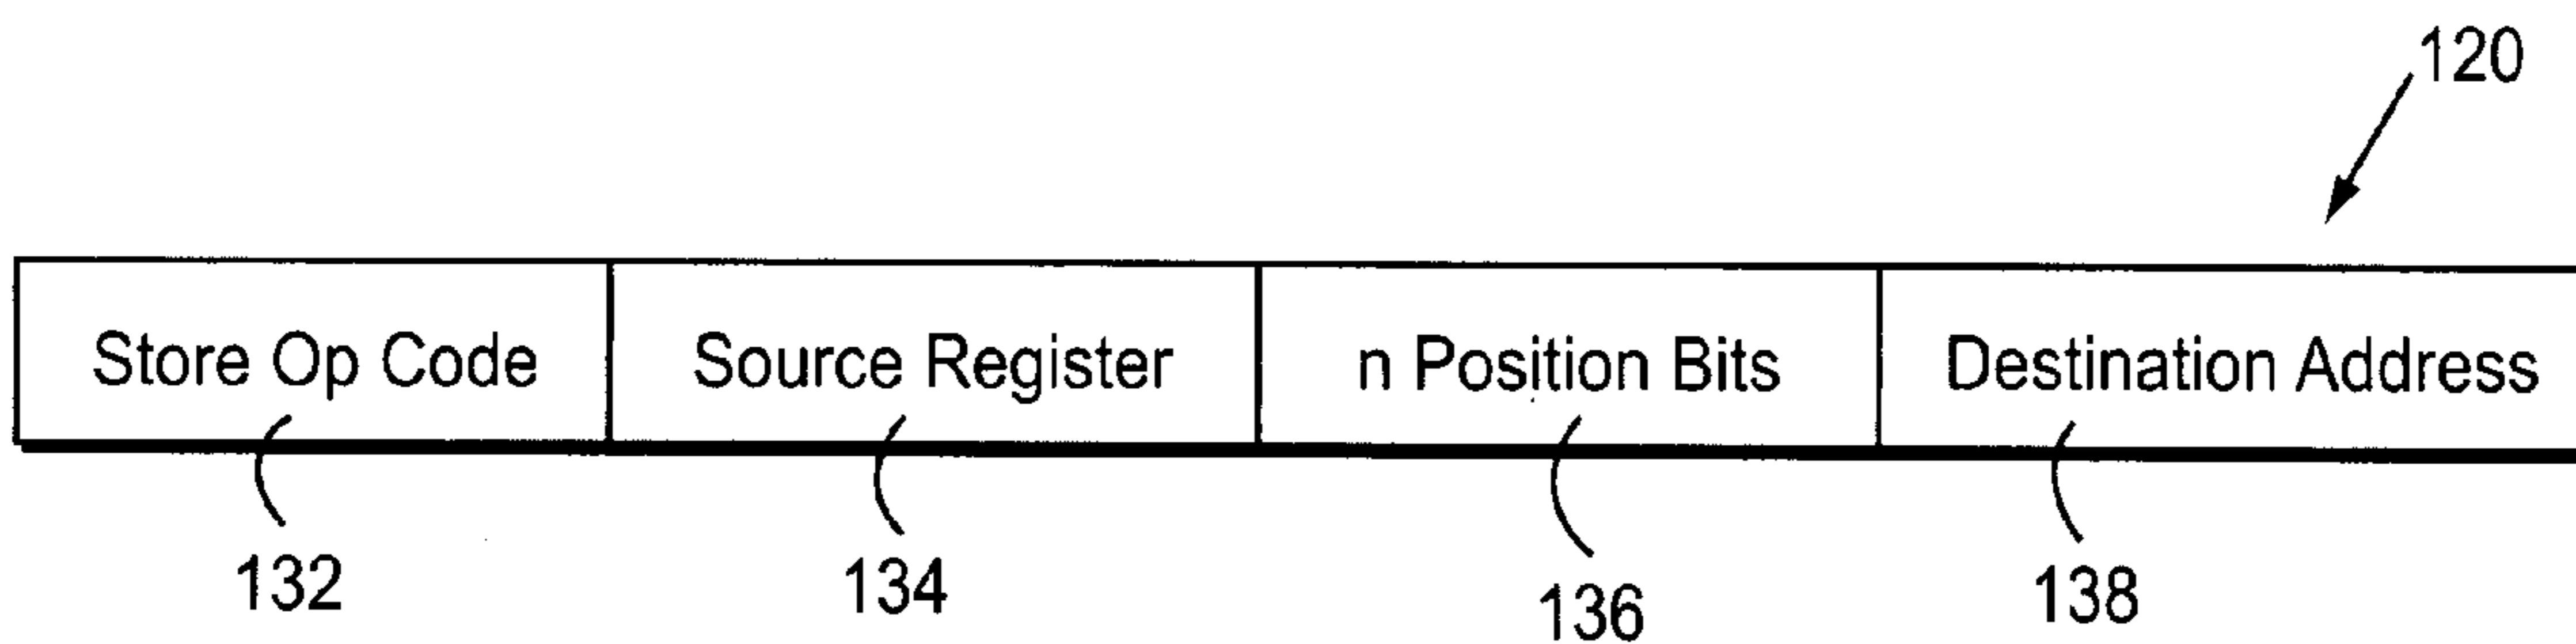 120
Store Op Code Source Register n Position Bits Destination Address
132 134 136 138